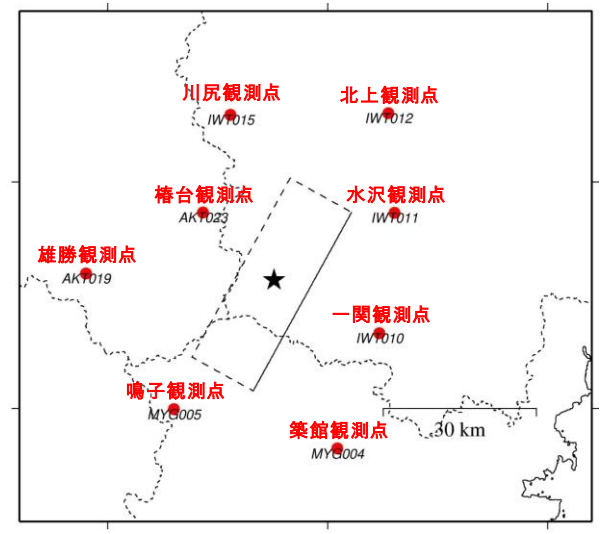 川尻観測点
IWT015
北上観測点
IWT012
椿台観測点
AKT023
水沢観測点
IWT011
雄勝観測点
AKT019
一関観測点
IWT010
鳴子観測点
MYG005
30 km
築館観測点
MYG004